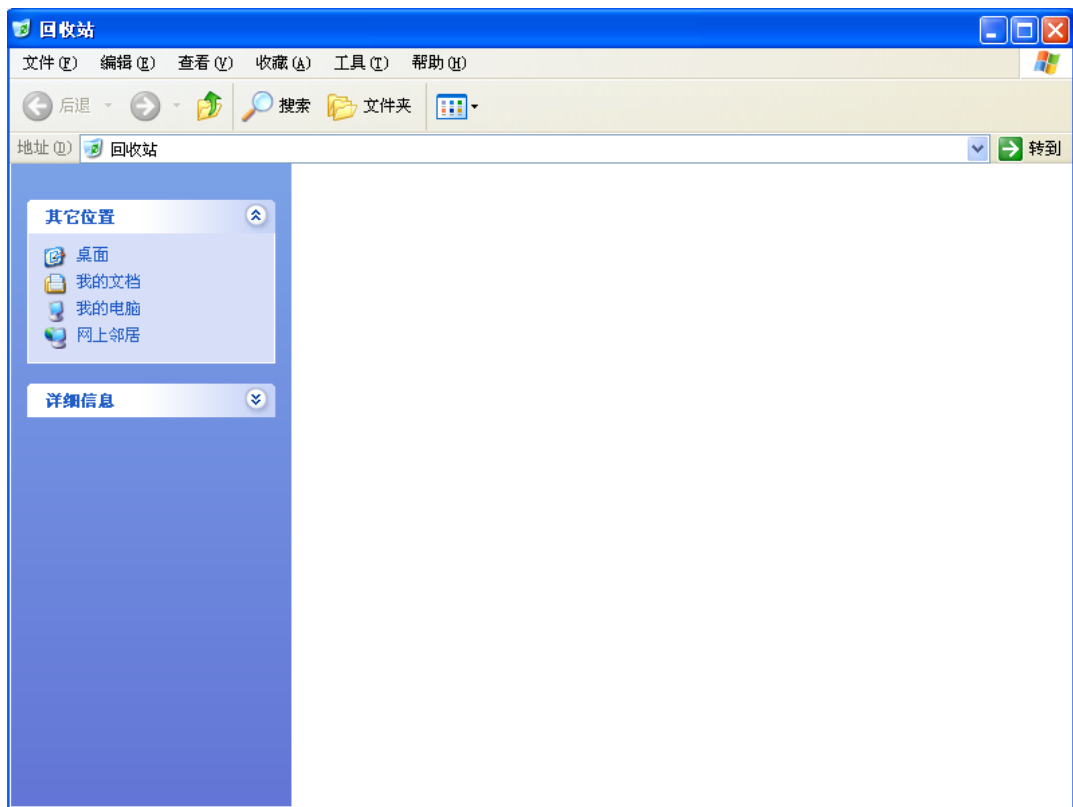 回收站
文件(F) 编辑(E) 查看(V) 收藏(A) 工具(T) 帮助(H)
后退 搜索 文件夹
地址(D) 回收站 转到
其它位置
桌面
我的文档
我的电脑
网上邻居
详细信息